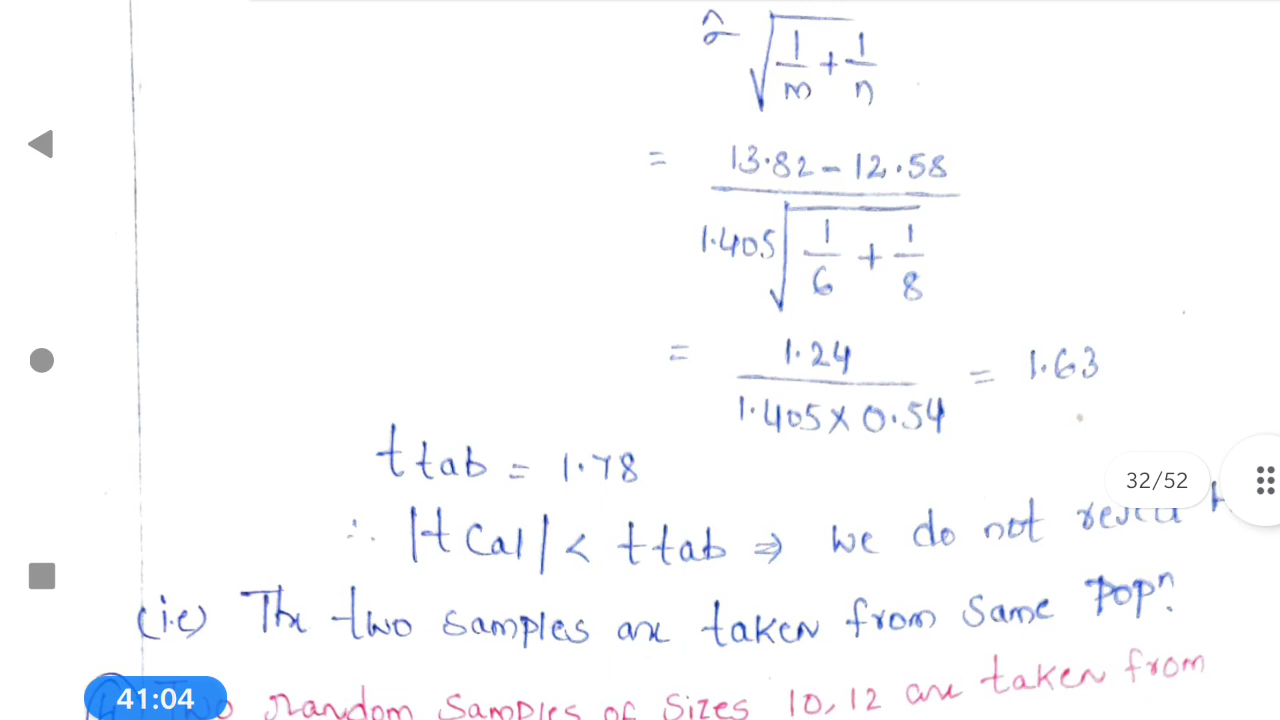 √(1/m + 1/n)
= (13.82 - 12.58) / (1.405 √(1/6 + 1/8))
= 1.24 / (1.405 × 0.54) = 1.63
t tab = 1.78
32/52
∴ |t cal| < t tab ⇒ we do not
(i.e) The two samples are taken from same popn.
41:04
random samples of sizes 10, 12 are taken from